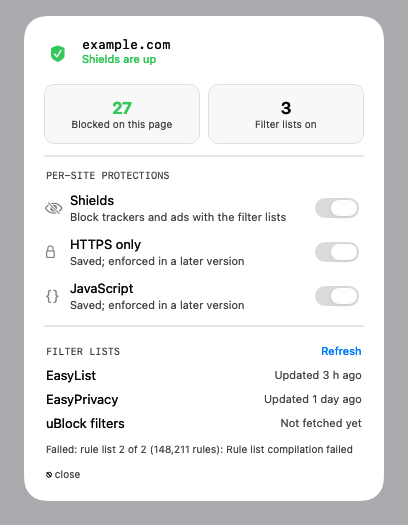 example.com
Shields are up
27
Blocked on this page
3
Filter lists on
PER-SITE PROTECTIONS
Shields
Block trackers and ads with the filter lists
HTTPS only
Saved; enforced in a later version
{} JavaScript
Saved; enforced in a later version
FILTER LISTS Refresh
EasyList Updated 3 h ago
EasyPrivacy Updated 1 day ago
uBlock filters Not fetched yet
Failed: rule list 2 of 2 (148,211 rules): Rule list compilation failed
close